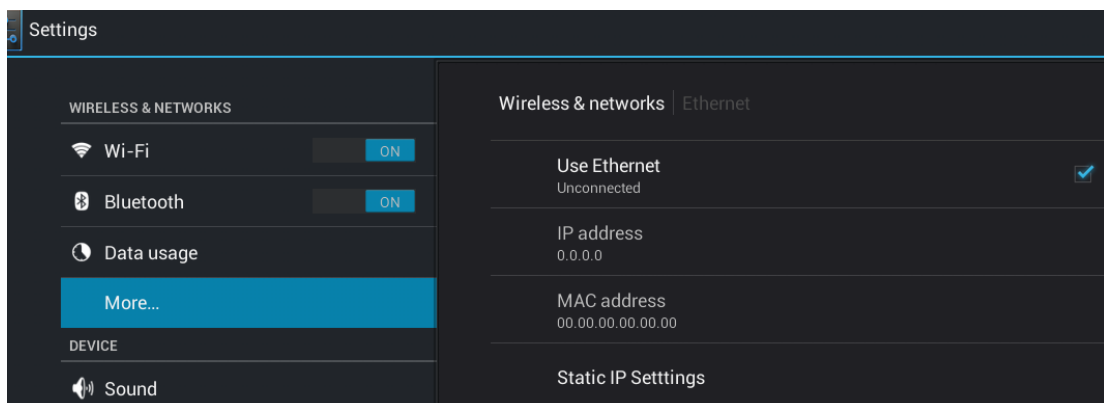 Settings
WIRELESS & NETWORKS
Wi-Fi ON
Bluetooth ON
Data usage
More...
DEVICE
Sound
Wireless & networks Ethernet
Use Ethernet
Unconnected
IP address
0.0.0.0
MAC address
00.00.00.00.00.00
Static IP Setttings